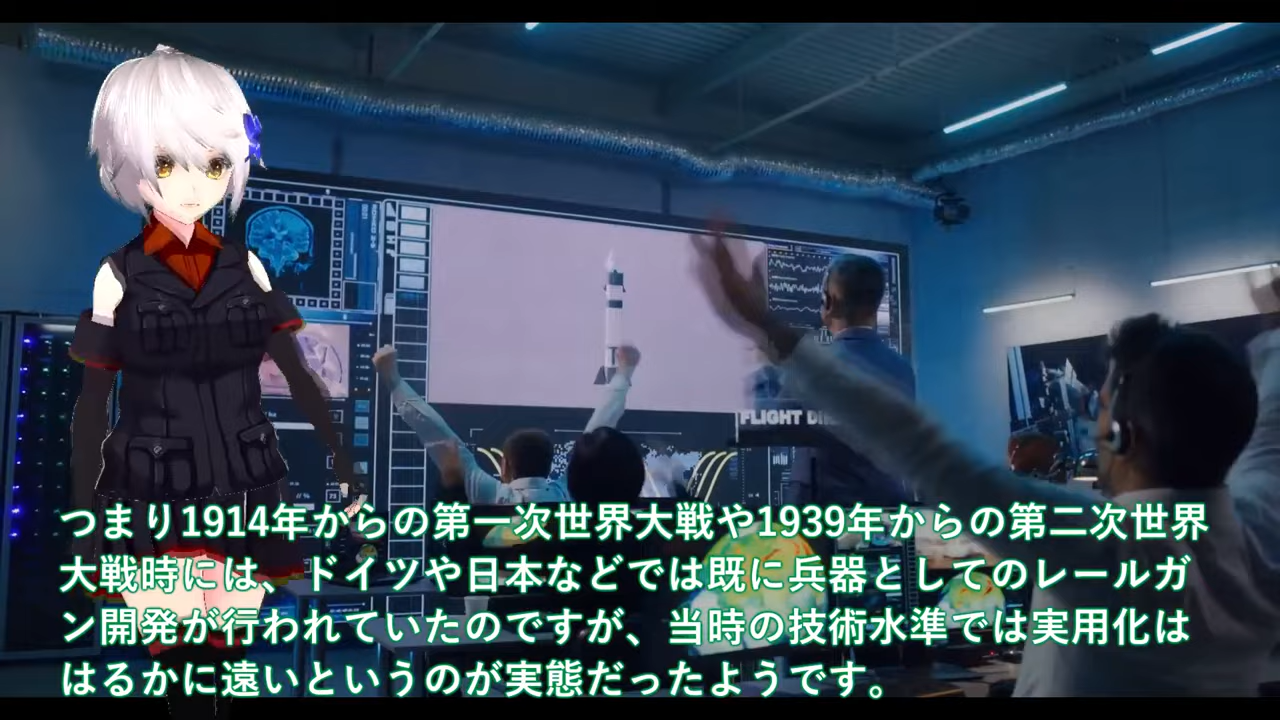 FLIGHT DI
つまり1914年からの第一次世界大戦や1939年からの第二次世界
大戦時には、ドイツや日本などでは既に兵器としてのレールガ
ン開発が行われていたのですが、当時の技術水準では実用化は
はるかに遠いというのが実態だったようです。